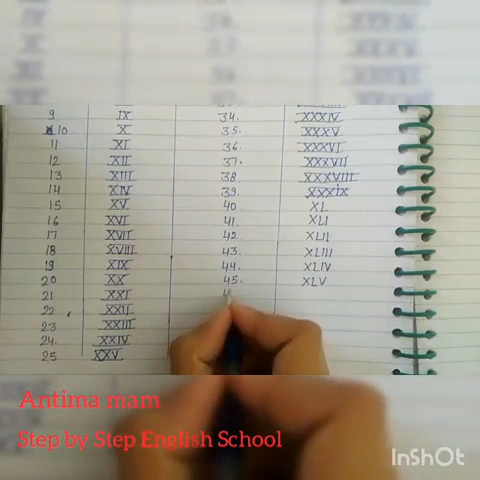 9 IX 34. XXXIV
10 X 35. XXXV
11 XI 36. XXXVI
12 XII 37. XXXVII
13 XIII 38 XXXVIII
14 XIV 39. XXXIX
15 XV 40. XL
16 XVI 41. XLI
17 XVII 42. XLII
18 XVIII 43. XLIII
19 XIX 44. XLIV
20 XX 45. XLV
21 XXI 4
22 XXII
23 XXIII
24. XXIV
25 XXV
Antima mam
Step by Step English School
InShOt